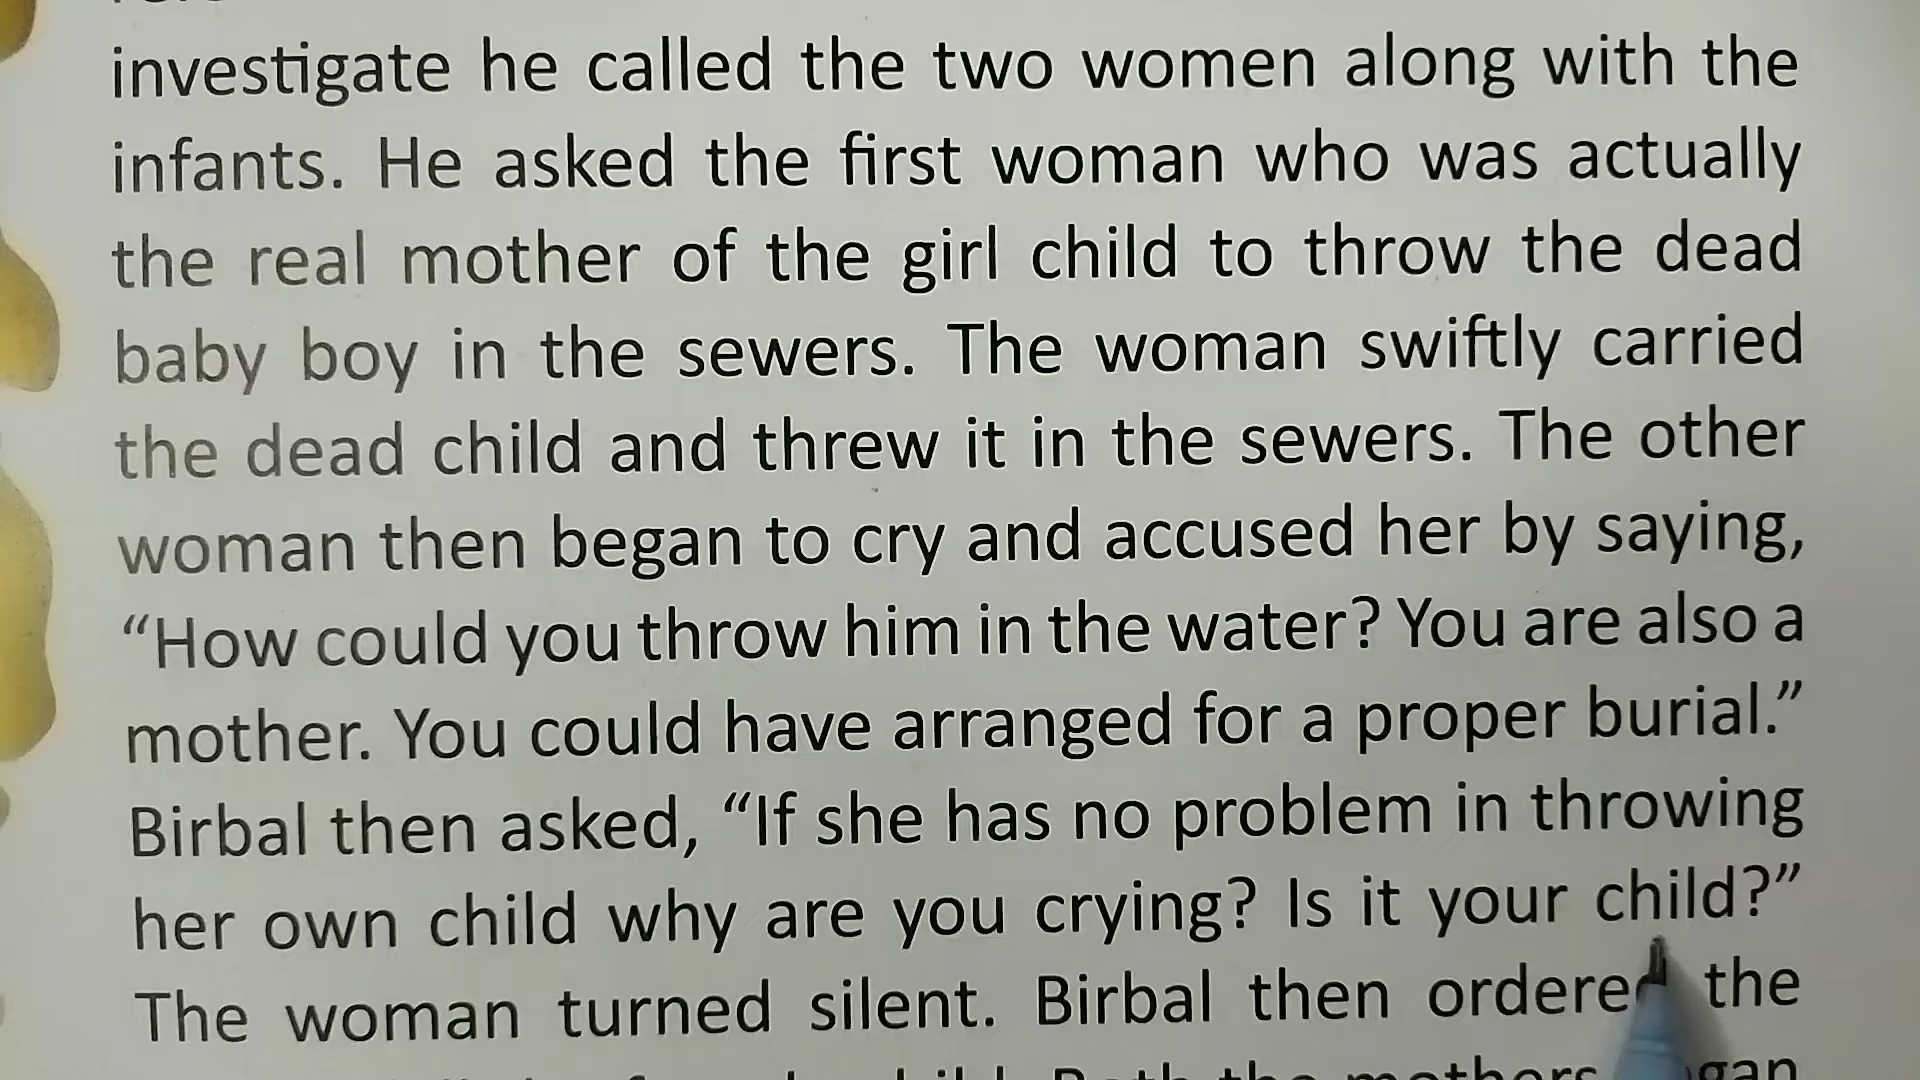 investigate he called the two women along with the
infants. He asked the first woman who was actually
the real mother of the girl child to throw the dead
baby boy in the sewers. The woman swiftly carried
the dead child and threw it in the sewers. The other
woman then began to cry and accused her by saying,
“How could you throw him in the water? You are also a
mother. You could have arranged for a proper burial.”
Birbal then asked, “If she has no problem in throwing
her own child why are you crying? Is it your child?”
The woman turned silent. Birbal then ordered the
Both the mothers